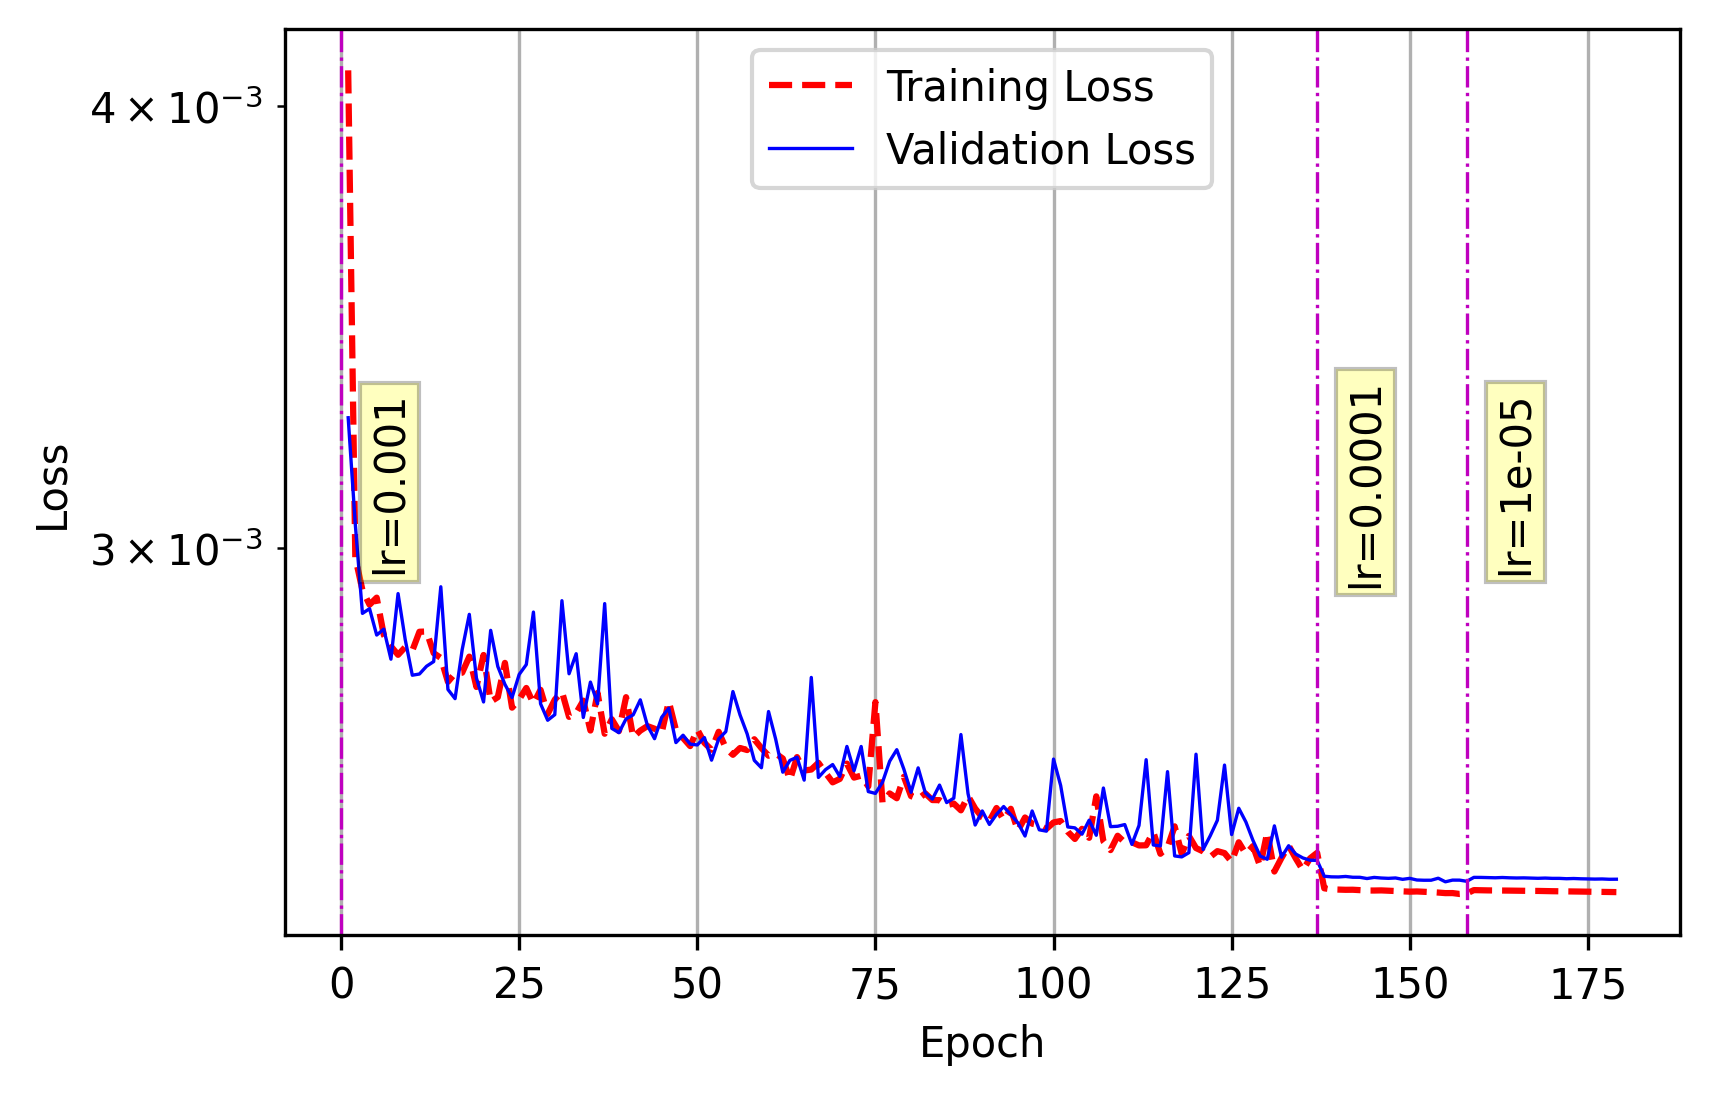 Training Loss
Validation Loss
4 × 10⁻³
3 × 10⁻³
Loss
lr=0.001
lr=0.0001
lr=1e-05
0 25 50 75 100 125 150 175
Epoch